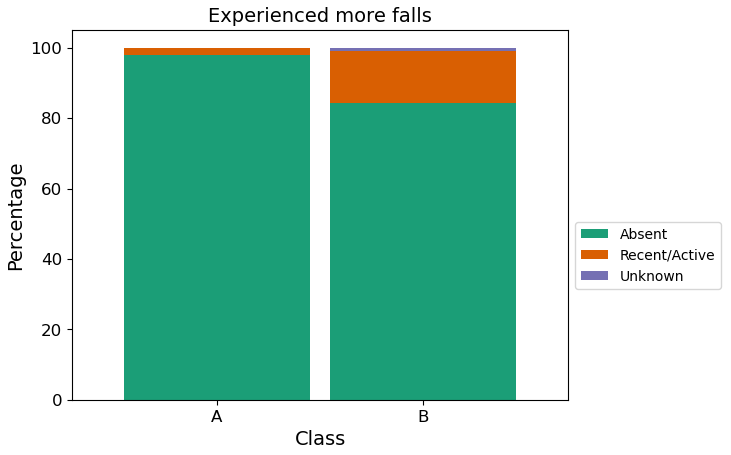 Experienced more falls
100
80
60
40
20
0
Percentage
A
B
Class
Absent
Recent/Active
Unknown